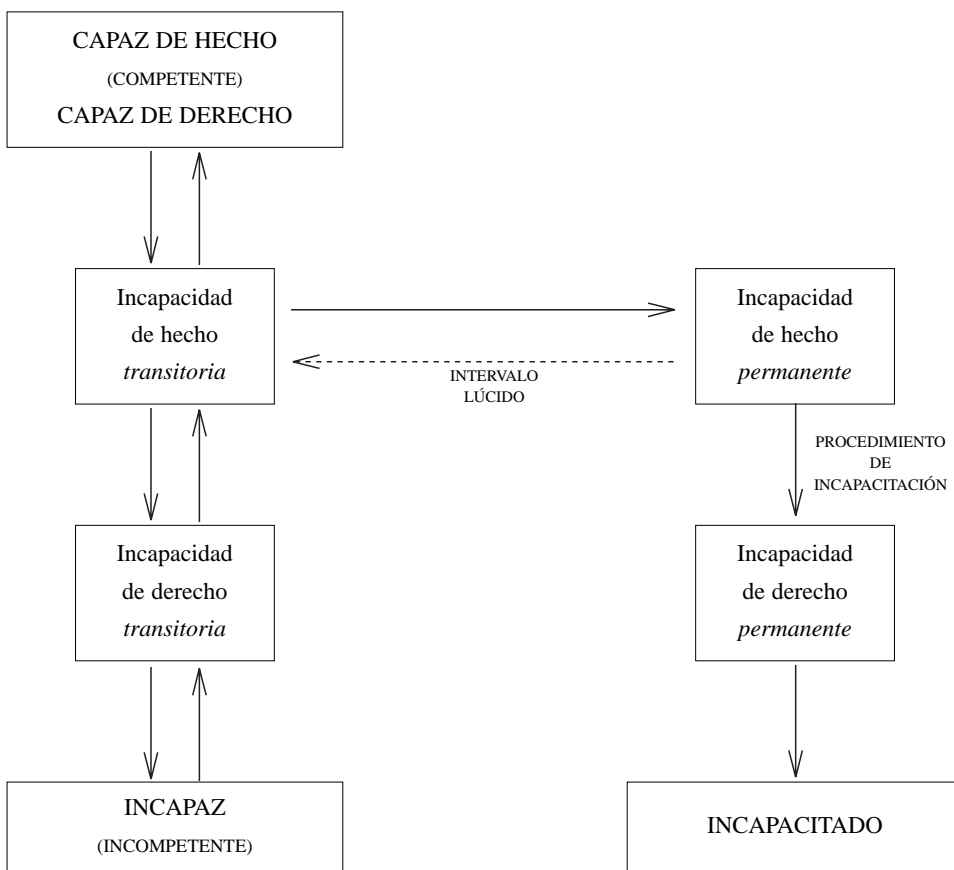 CAPAZ DE HECHO
(COMPETENTE)
CAPAZ DE DERECHO
Incapacidad
de hecho
transitoria
Incapacidad
de hecho
permanente
INTERVALO
LÚCIDO
PROCEDIMIENTO
DE
INCAPACITACIÓN
Incapacidad
de derecho
transitoria
Incapacidad
de derecho
permanente
INCAPAZ
(INCOMPETENTE)
INCAPACITADO